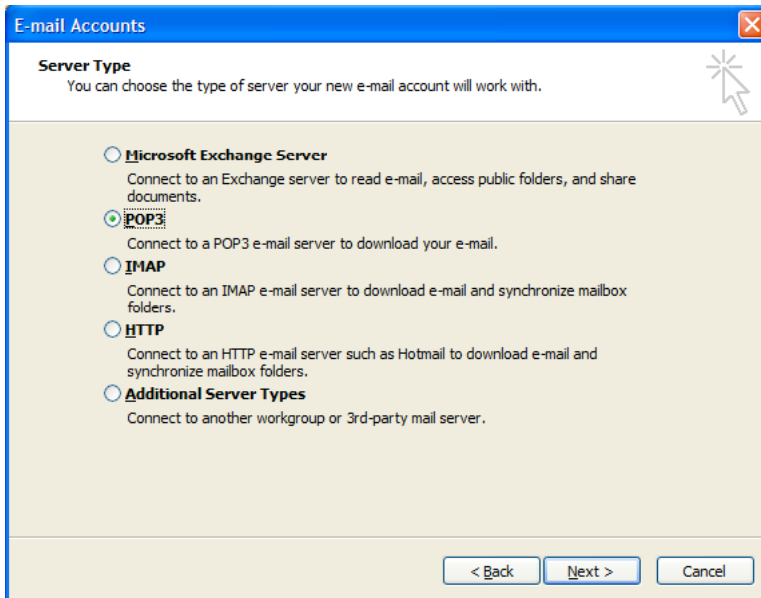 E-mail Accounts
Server Type
You can choose the type of server your new e-mail account will work with.
Microsoft Exchange Server
Connect to an Exchange server to read e-mail, access public folders, and share
documents.
POP3
Connect to a POP3 e-mail server to download your e-mail.
IMAP
Connect to an IMAP e-mail server to download e-mail and synchronize mailbox
folders.
HTTP
Connect to an HTTP e-mail server such as Hotmail to download e-mail and
synchronize mailbox folders.
Additional Server Types
Connect to another workgroup or 3rd-party mail server.
< Back Next > Cancel